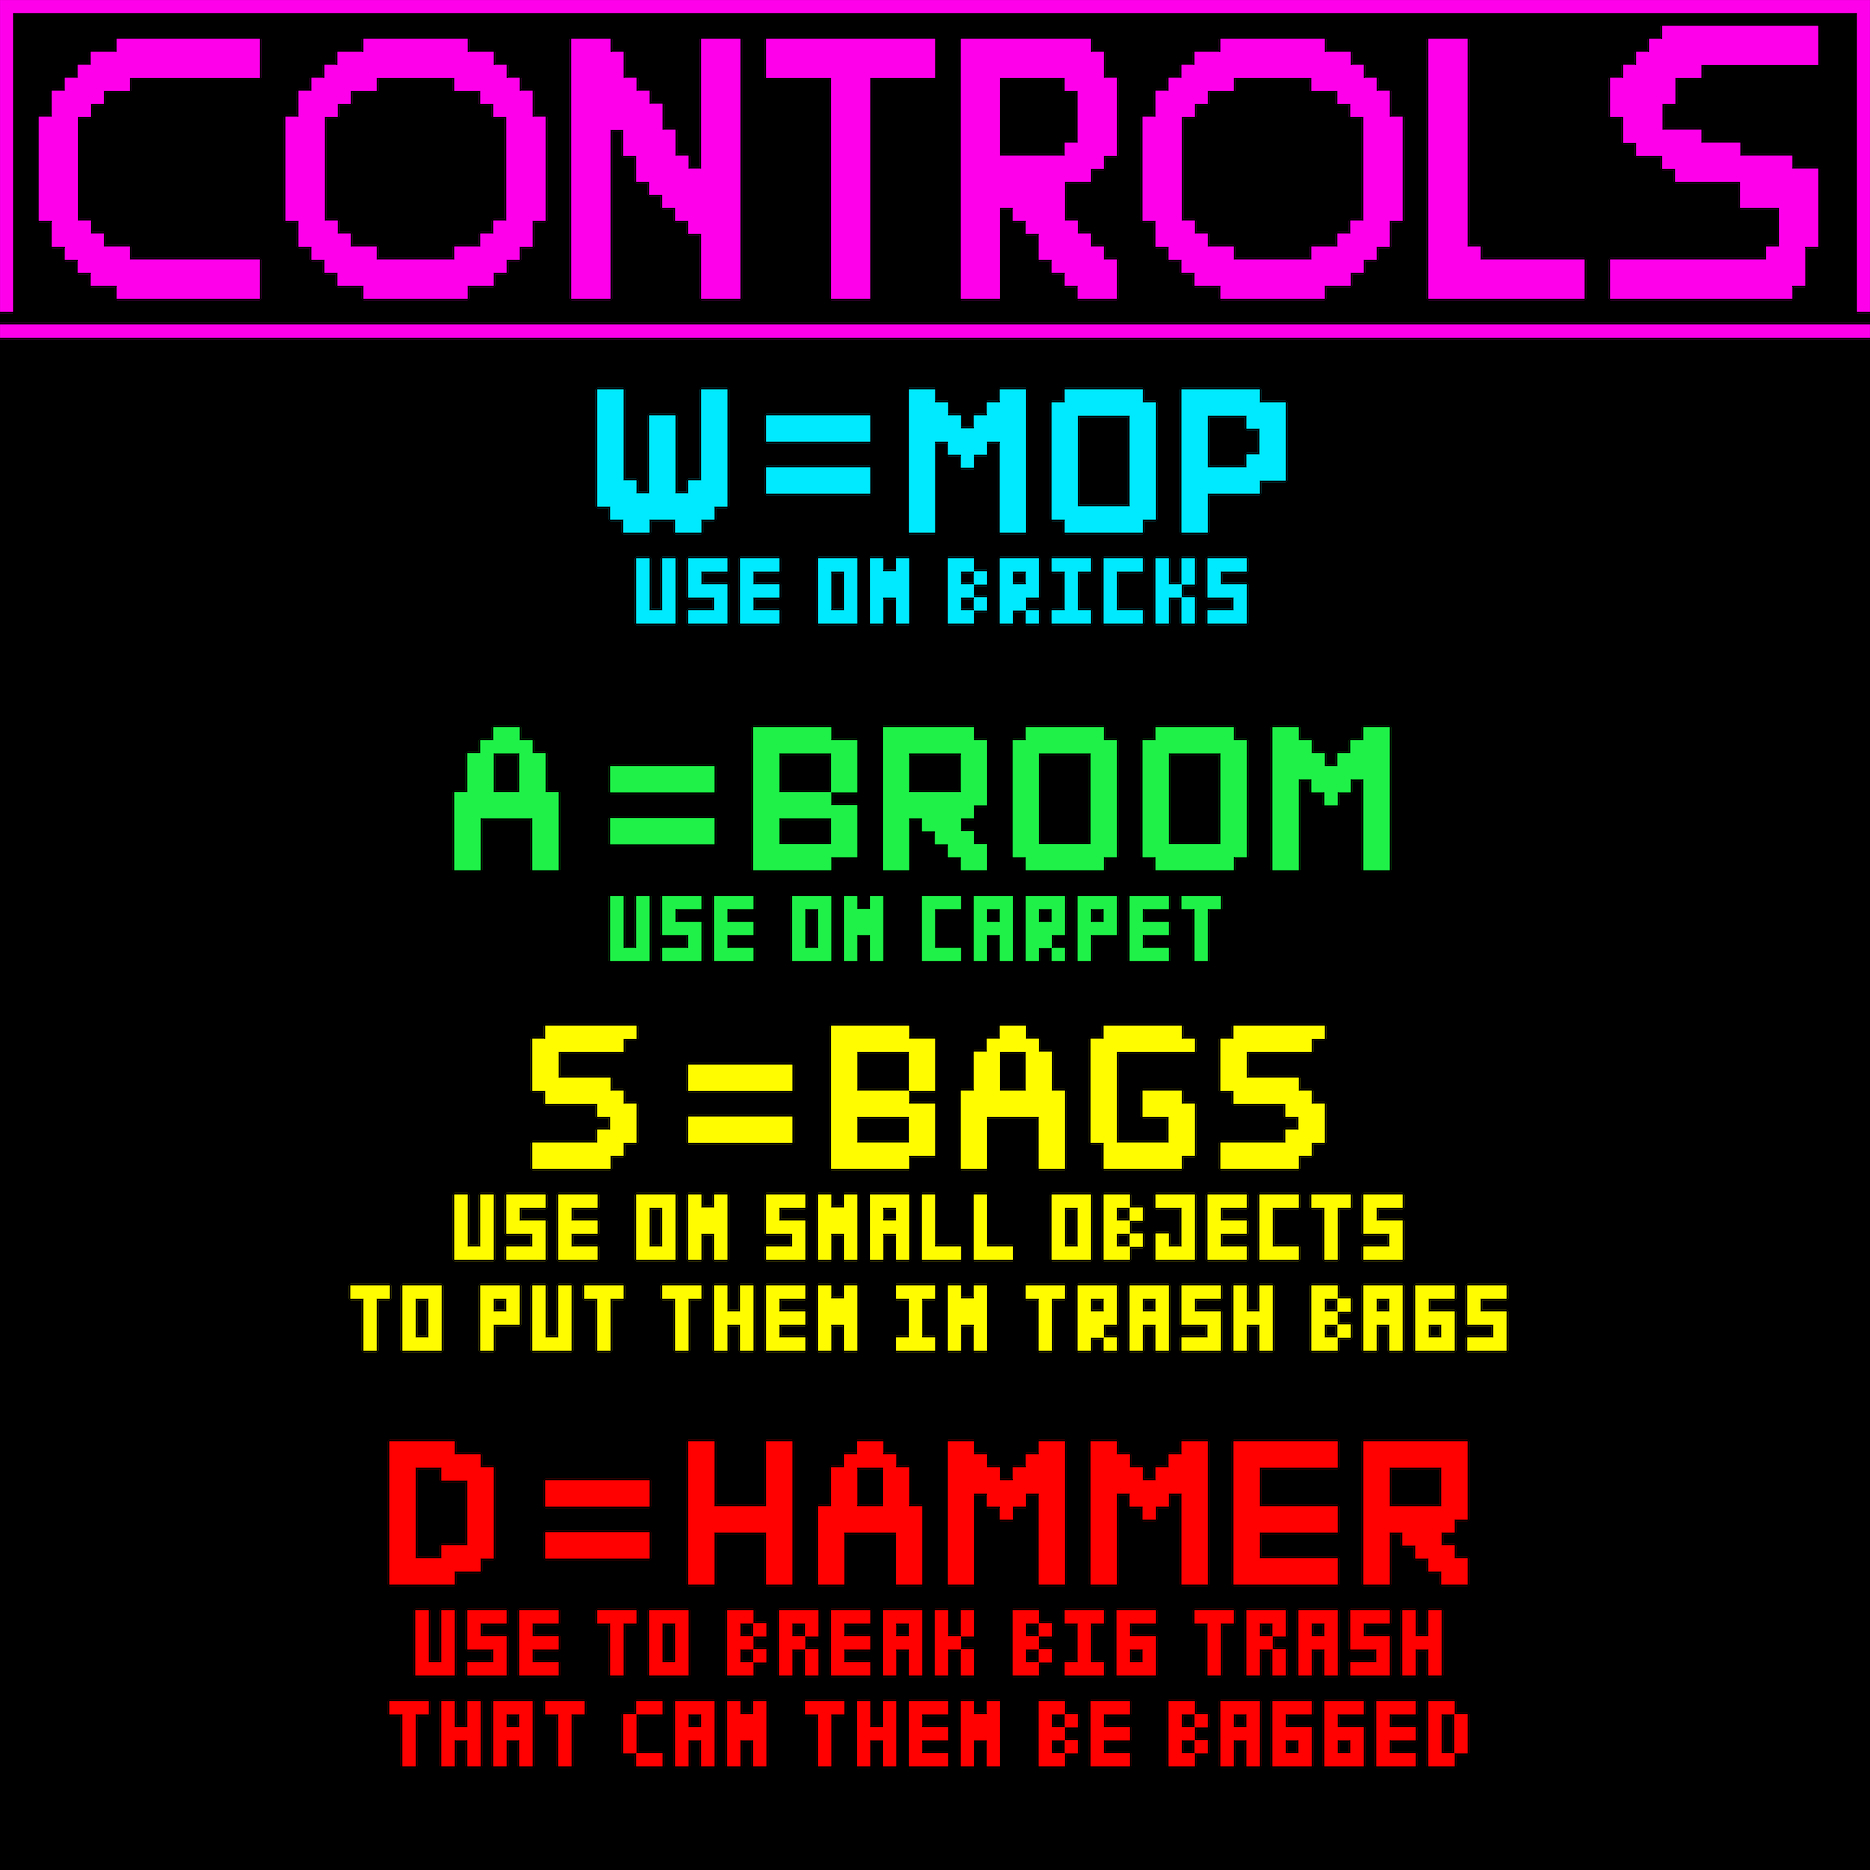 CONTROLS
W=MOP
USE ON BRICKS
A=BROOM
USE ON CARPET
S=BAGS
USE ON SMALL OBJECTS
TO PUT THEM IN TRASH BAGS
D=HAMMER
USE TO BREAK BIG TRASH
THAT CAN THEN BE BAGGED